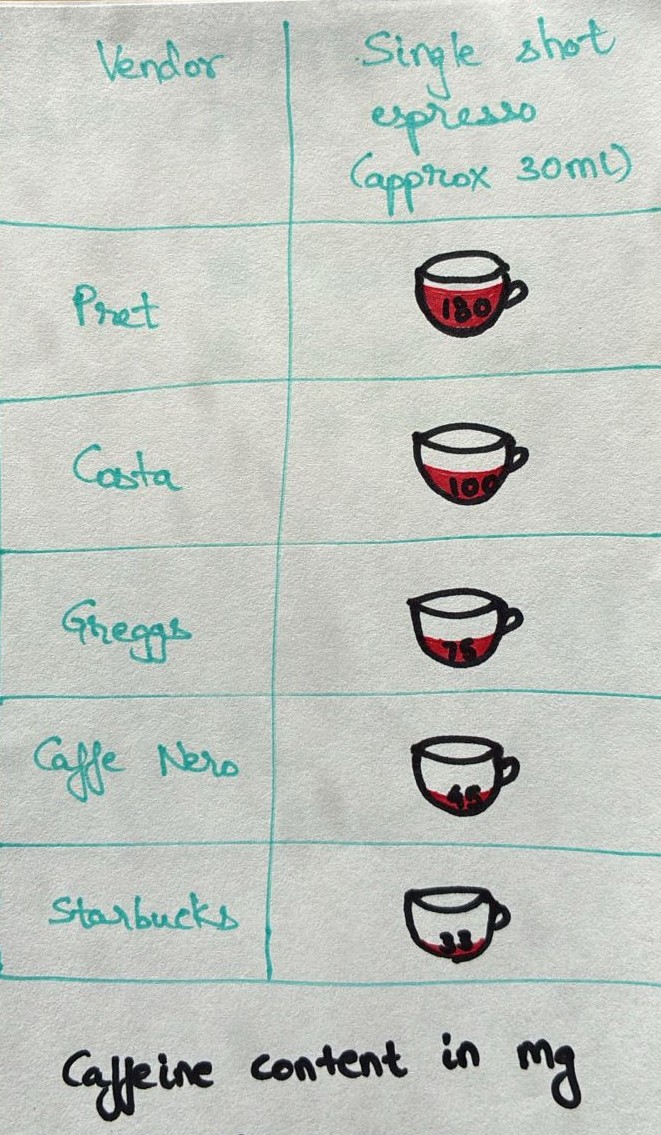 Vendor
Single shot
espresso
(approx 30ml)
Pret
180
Costa
100
Greggs
75
Caffe Nero
45
Starbucks
33
Caffeine content in mg